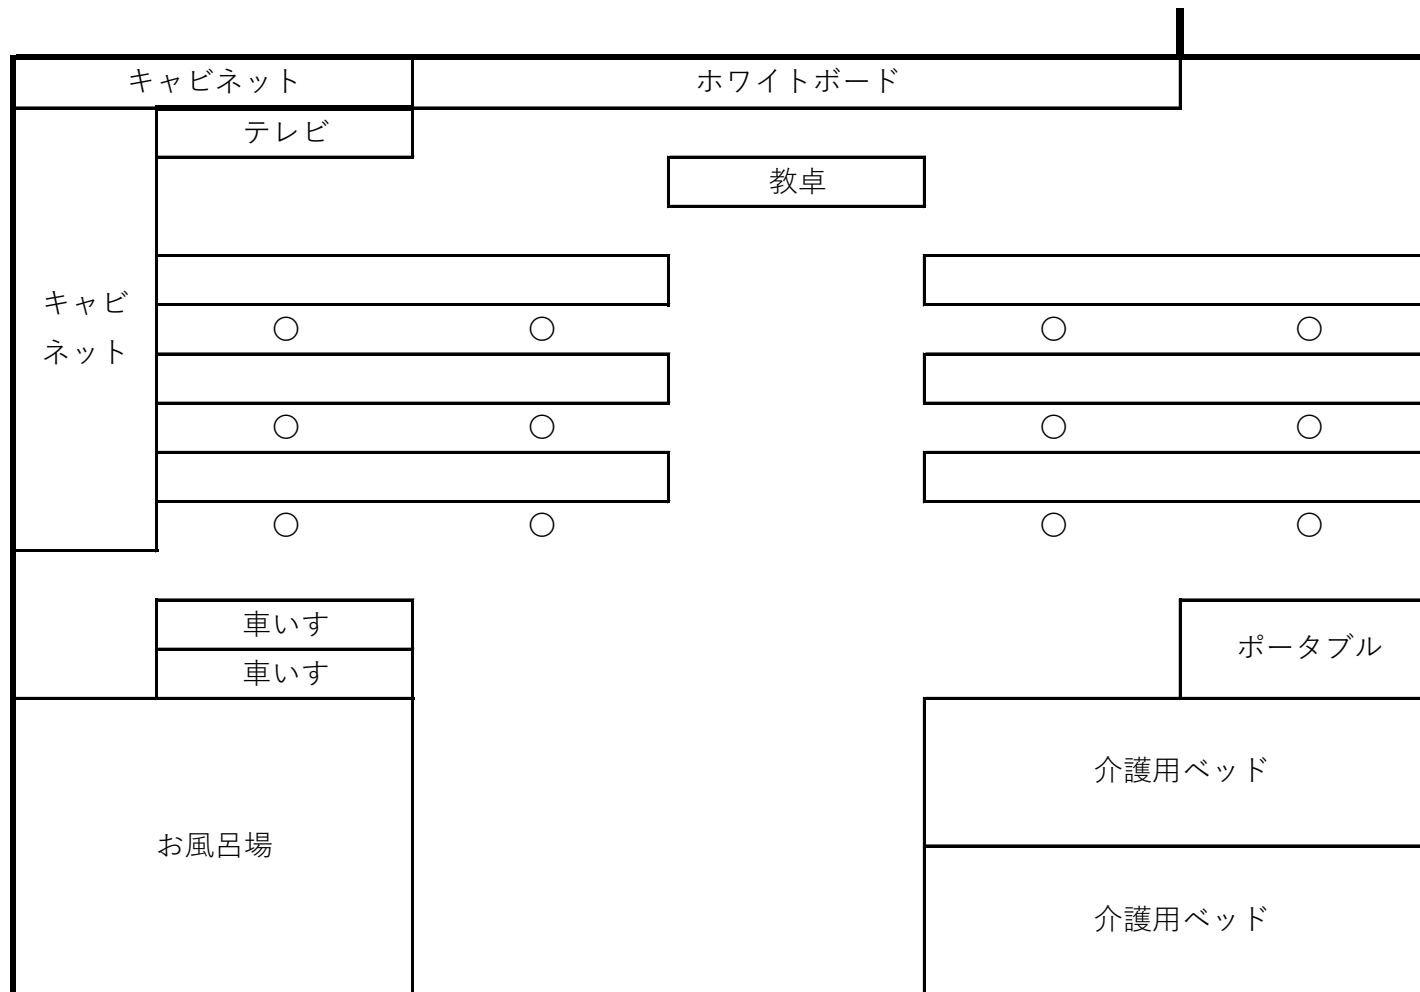 キャビネット
ホワイトボード
テレビ
教卓
キャビ
ネット
○ ○ ○ ○
○ ○ ○ ○
○ ○ ○ ○
車いす
車いす
ポータブル
介護用ベッド
お風呂場
介護用ベッド